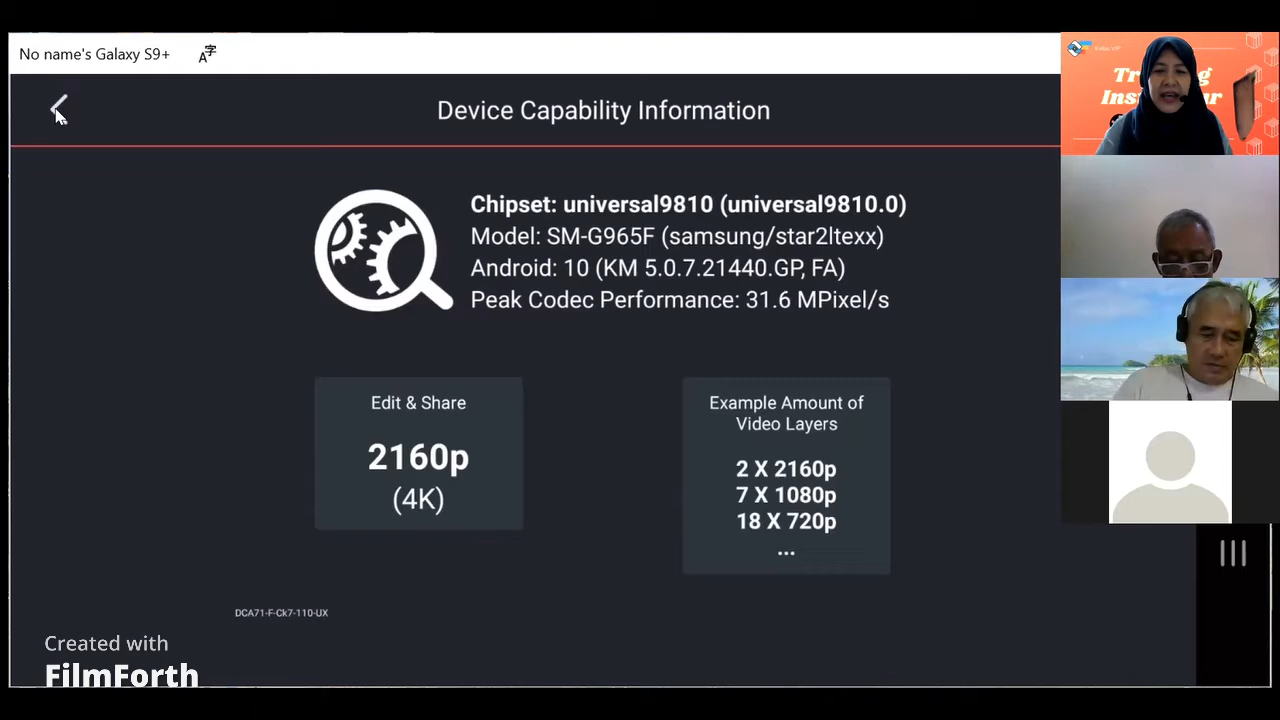 No name's Galaxy S9+
Device Capability Information
Chipset: universal9810 (universal9810.0)
Model: SM-G965F (samsung/star2ltexx)
Android: 10 (KM 5.0.7.21440.GP, FA)
Peak Codec Performance: 31.6 MPixel/s
Edit & Share
2160p
(4K)
Example Amount of
Video Layers
2 X 2160p
7 X 1080p
18 X 720p
...
DCA71-F-Ck7-110-UX
Created with
FilmForth